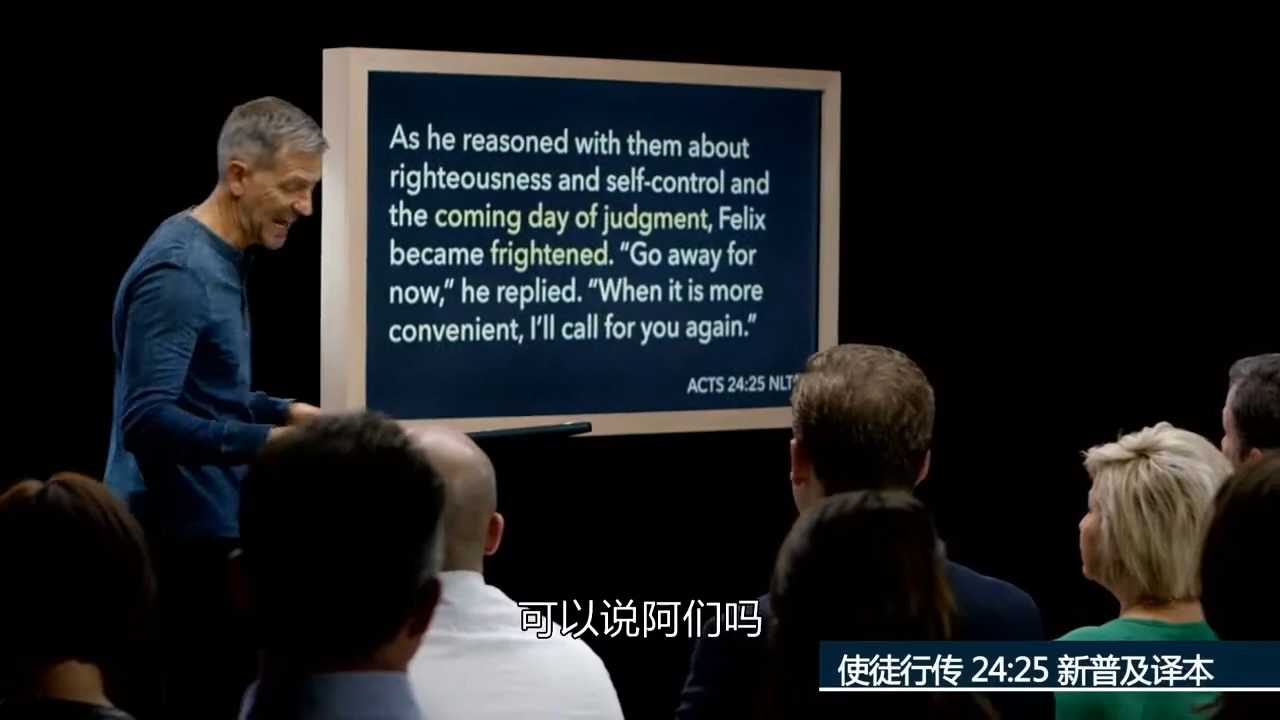 As he reasoned with them about
righteousness and self-control and
the coming day of judgment, Felix
became frightened. “Go away for
now,” he replied. “When it is more
convenient, I’ll call for you again.”
ACTS 24:25 NLT
可以说阿们吗
使徒行传 24:25 新普及译本